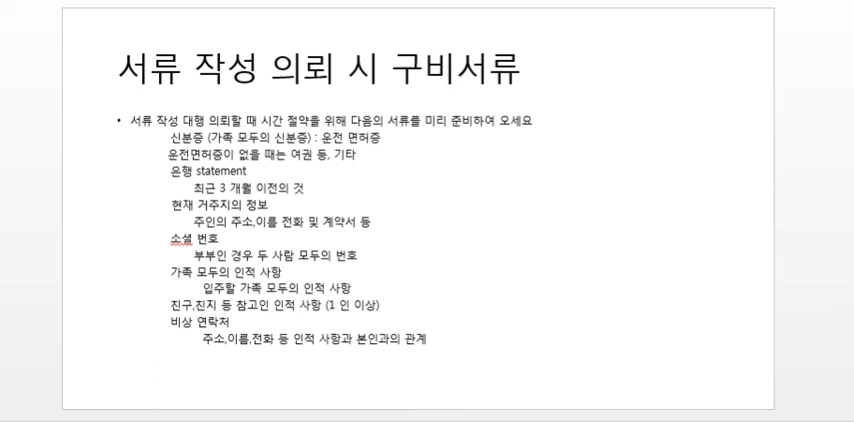 서류 작성 의뢰 시 구비서류
• 서류 작성 대행 의뢰할 때 시간 절약을 위해 다음의 서류를 미리 준비하여 오세요
신분증 (가족 모두의 신분증) : 운전 면허증
운전면허증이 없을 때는 여권 등, 기타
은행 statement
최근 3 개월 이전의 것
현재 거주지의 정보
주인의 주소,이름 전화 및 계약서 등
소셜 번호
부부인 경우 두 사람 모두의 번호
가족 모두의 인적 사항
입주할 가족 모두의 인적 사항
친구,친지 등 참고인 인적 사항 (1 인 이상)
비상 연락처
주소,이름,전화 등 인적 사항과 본인과의 관계